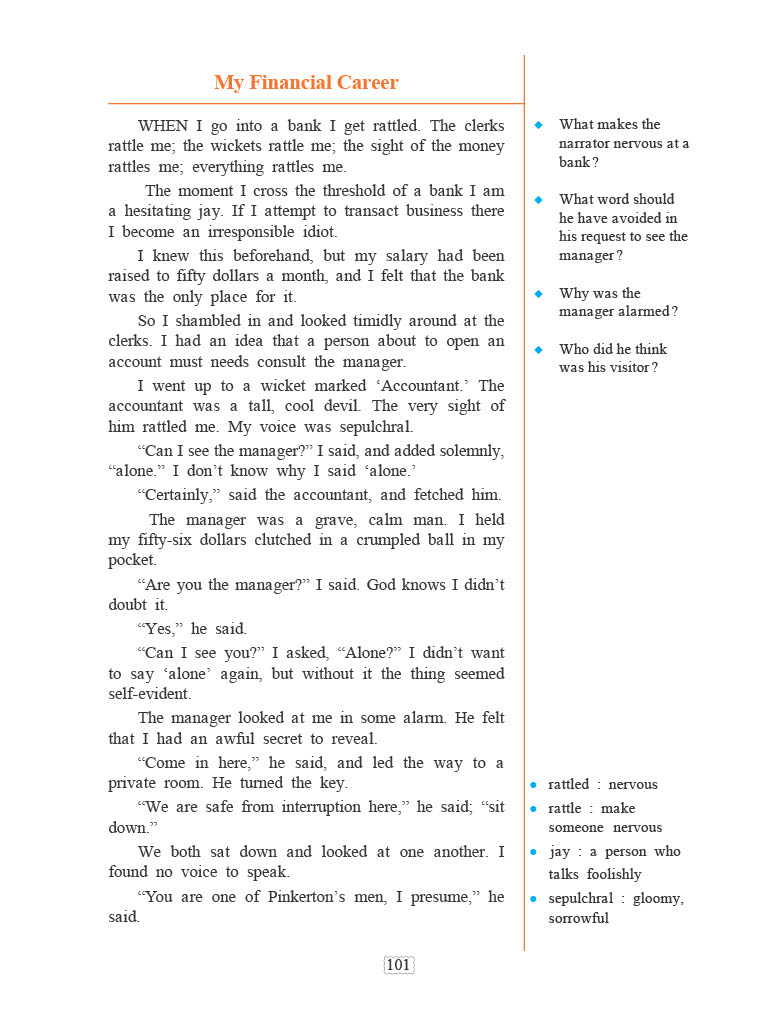 My Financial Career
WHEN I go into a bank I get rattled. The clerks
rattle me; the wickets rattle me; the sight of the money
rattles me; everything rattles me.
The moment I cross the threshold of a bank I am
a hesitating jay. If I attempt to transact business there
I become an irresponsible idiot.
I knew this beforehand, but my salary had been
raised to fifty dollars a month, and I felt that the bank
was the only place for it.
So I shambled in and looked timidly around at the
clerks. I had an idea that a person about to open an
account must needs consult the manager.
I went up to a wicket marked ‘Accountant.’ The
accountant was a tall, cool devil. The very sight of
him rattled me. My voice was sepulchral.
“Can I see the manager?” I said, and added solemnly,
“alone.” I don’t know why I said ‘alone.’
“Certainly,” said the accountant, and fetched him.
The manager was a grave, calm man. I held
my fifty-six dollars clutched in a crumpled ball in my
pocket.
“Are you the manager?” I said. God knows I didn’t
doubt it.
“Yes,” he said.
“Can I see you?” I asked, “Alone?” I didn’t want
to say ‘alone’ again, but without it the thing seemed
self-evident.
The manager looked at me in some alarm. He felt
that I had an awful secret to reveal.
“Come in here,” he said, and led the way to a
private room. He turned the key.
“We are safe from interruption here,” he said; “sit
down.”
We both sat down and looked at one another. I
found no voice to speak.
“You are one of Pinkerton’s men, I presume,” he
said.
◆ What makes the
narrator nervous at a
bank?
◆ What word should
he have avoided in
his request to see the
manager?
◆ Why was the
manager alarmed?
◆ Who did he think
was his visitor?
● rattled : nervous
● rattle : make
someone nervous
● jay : a person who
talks foolishly
● sepulchral : gloomy,
sorrowful
101